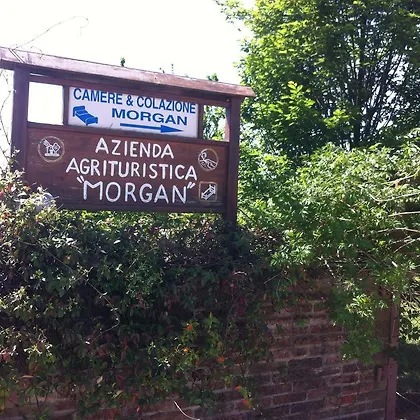 CAMERE & COLAZIONE
MORGAN
AZIENDA
AGRITURISTICA
"MORGAN"